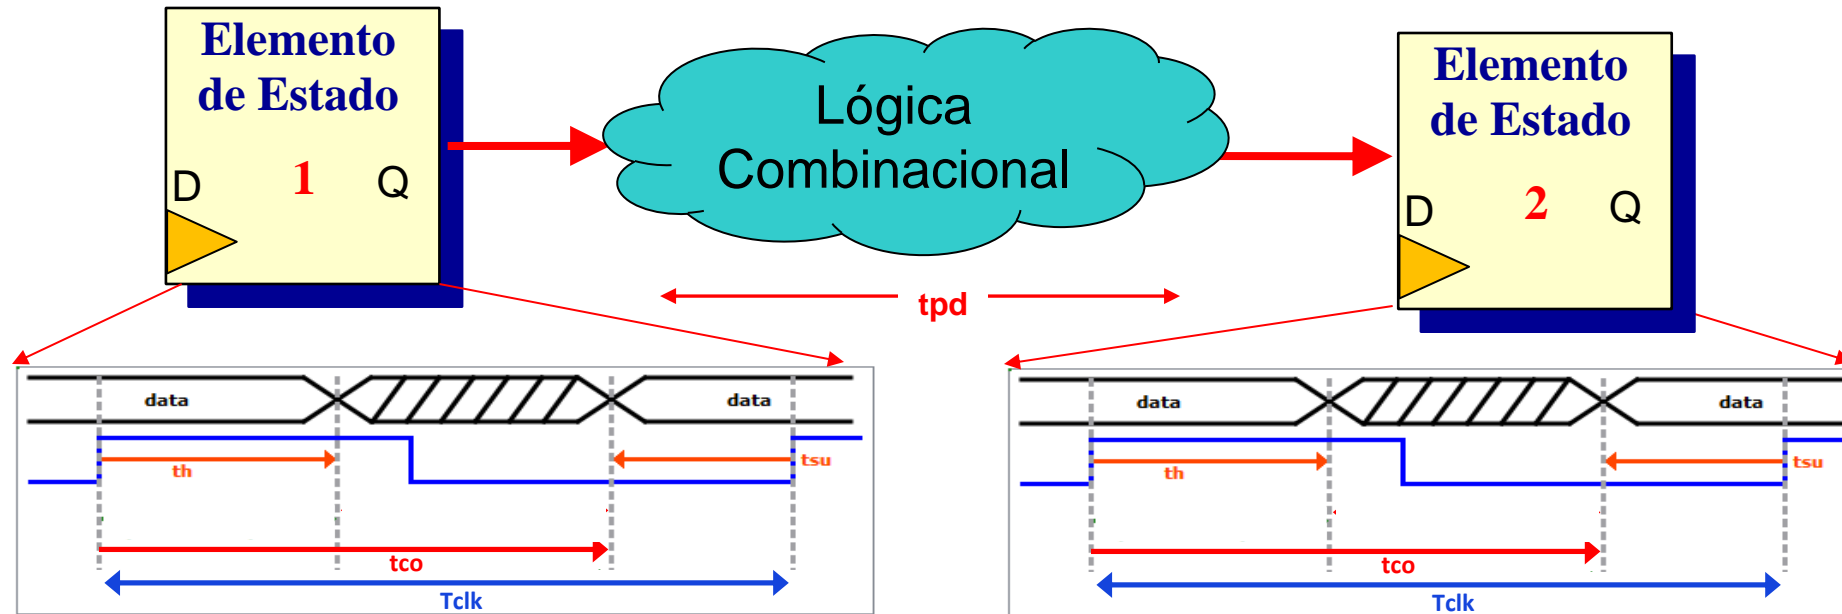 Elemento
de Estado
D 1 Q
Lógica
Combinacional
Elemento
de Estado
D 2 Q
tpd
data data
th tsu
tco
Tclk
data data
th tsu
tco
Tclk